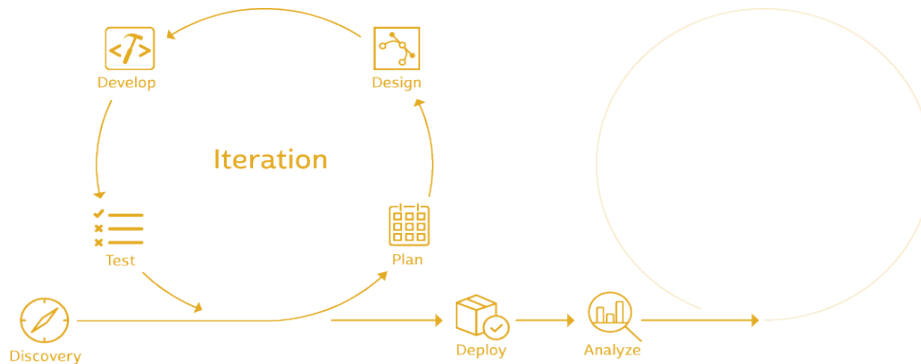 Develop
Design
Iteration
Test
Plan
Discovery
Deploy
Analyze